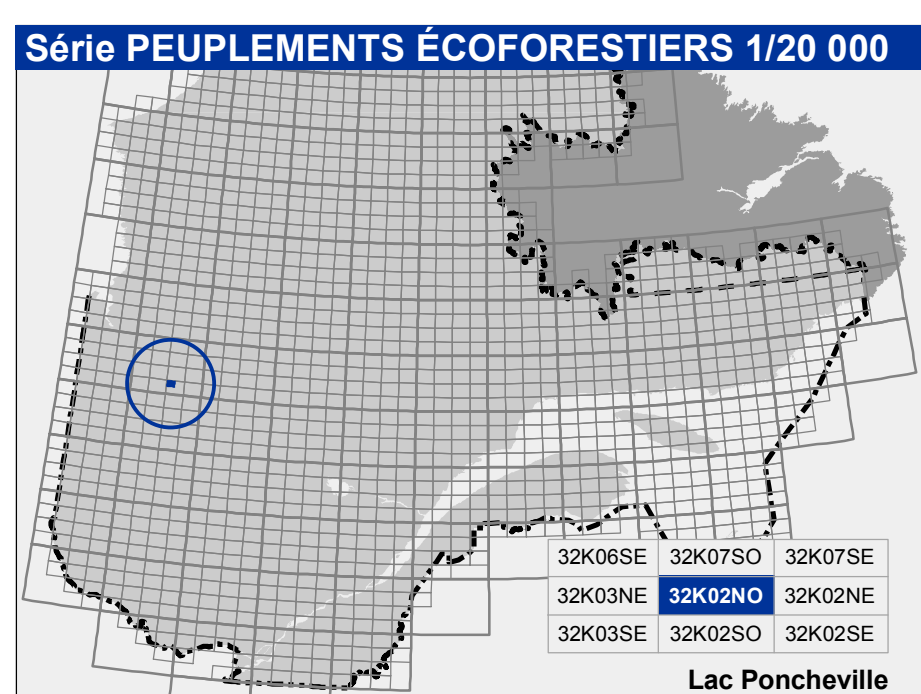 Série PEUPLEMENTS ÉCOFORESTIERS 1/20 000
32K06SE 32K07SO 32K07SE
32K03NE 32K02NO 32K02NE
32K03SE 32K02SO 32K02SE
Lac Poncheville